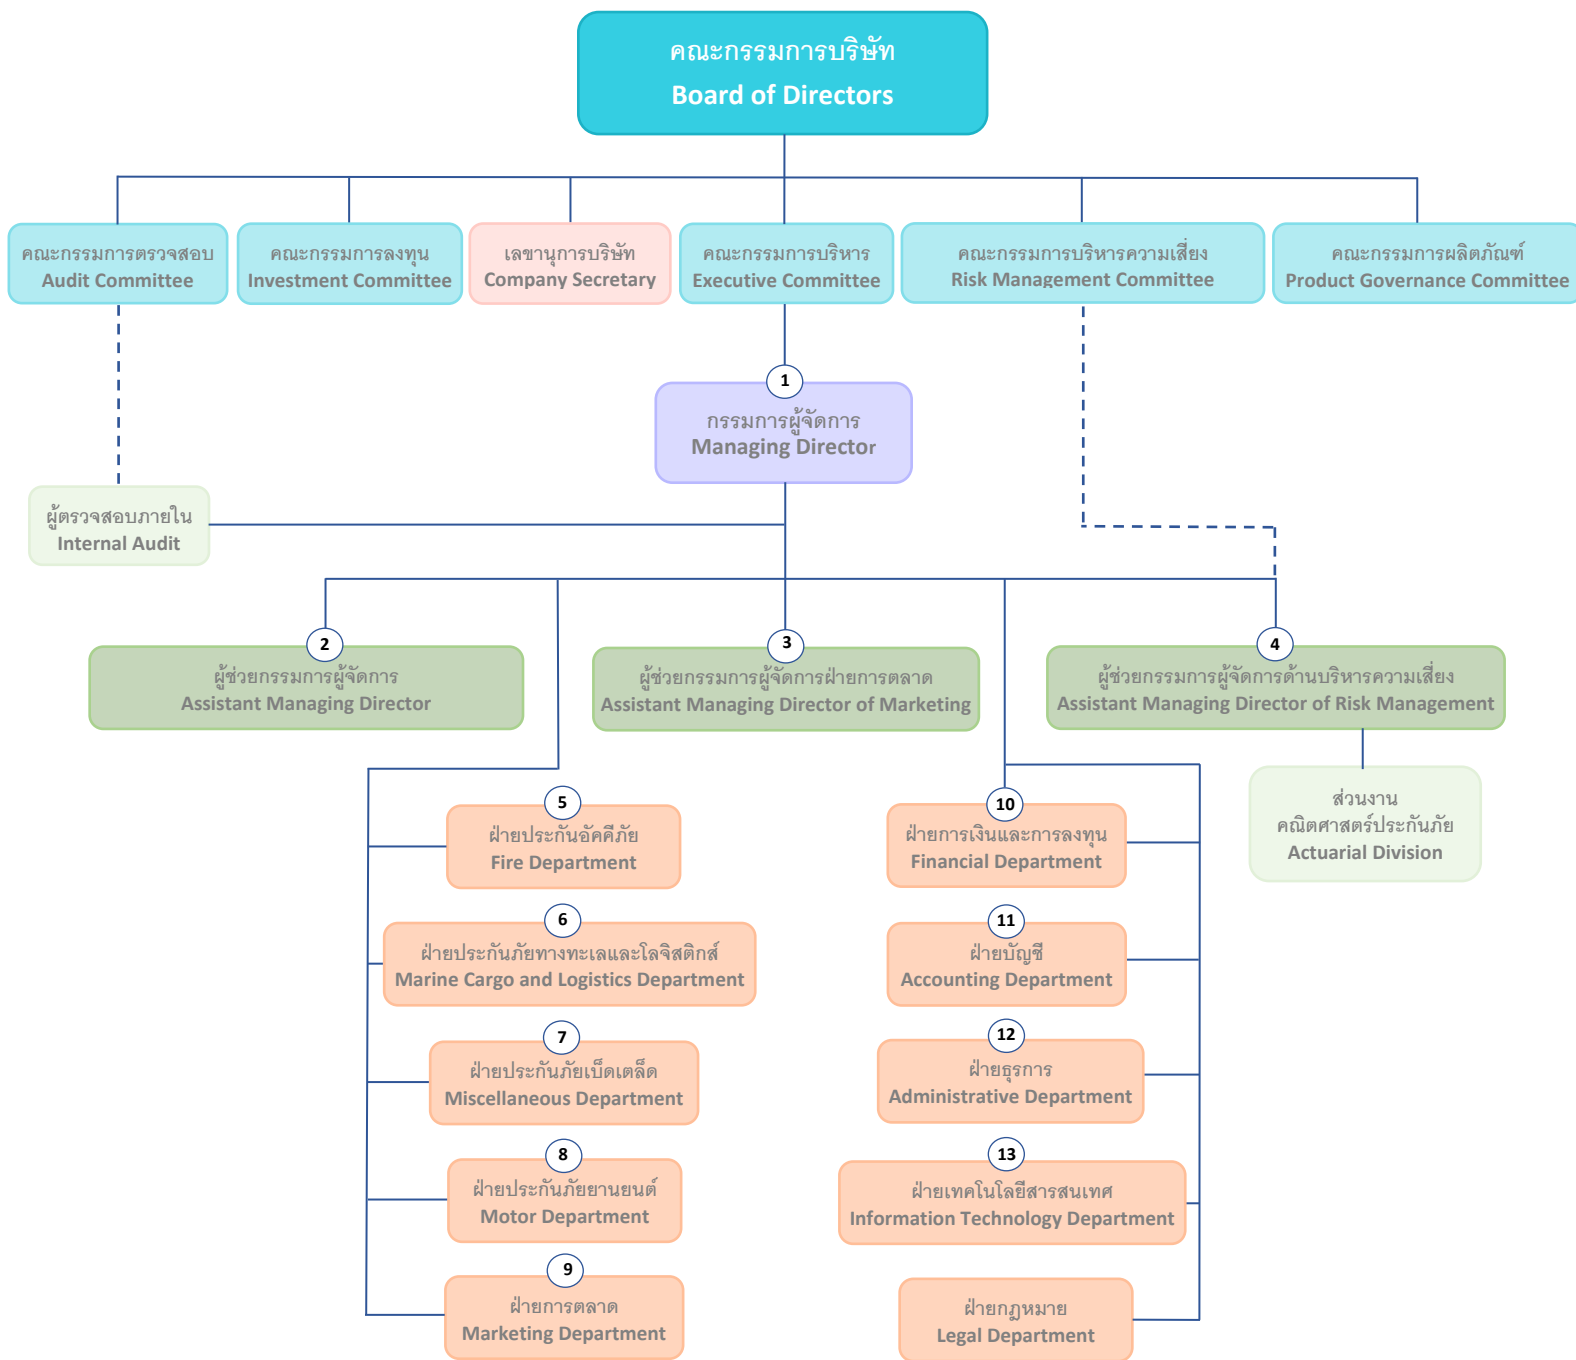 คณะกรรมการบริษัท
Board of Directors
คณะกรรมการตรวจสอบ
Audit Committee
คณะกรรมการลงทุน
Investment Committee
เลขานุการบริษัท
Company Secretary
คณะกรรมการบริหาร
Executive Committee
คณะกรรมการบริหารความเสี่ยง
Risk Management Committee
คณะกรรมการผลิตภัณฑ์
Product Governance Committee
1
กรรมการผู้จัดการ
Managing Director
ผู้ตรวจสอบภายใน
Internal Audit
2
ผู้ช่วยกรรมการผู้จัดการ
Assistant Managing Director
3
ผู้ช่วยกรรมการผู้จัดการฝ่ายการตลาด
Assistant Managing Director of Marketing
4
ผู้ช่วยกรรมการผู้จัดการด้านบริหารความเสี่ยง
Assistant Managing Director of Risk Management
ส่วนงาน
คณิตศาสตร์ประกันภัย
Actuarial Division
5
ฝ่ายประกันอัคคีภัย
Fire Department
6
ฝ่ายประกันภัยทางทะเลและโลจิสติกส์
Marine Cargo and Logistics Department
7
ฝ่ายประกันภัยเบ็ดเตล็ด
Miscellaneous Department
8
ฝ่ายประกันภัยยานยนต์
Motor Department
9
ฝ่ายการตลาด
Marketing Department
10
ฝ่ายการเงินและการลงทุน
Financial Department
11
ฝ่ายบัญชี
Accounting Department
12
ฝ่ายธุรการ
Administrative Department
13
ฝ่ายเทคโนโลยีสารสนเทศ
Information Technology Department
ฝ่ายกฎหมาย
Legal Department